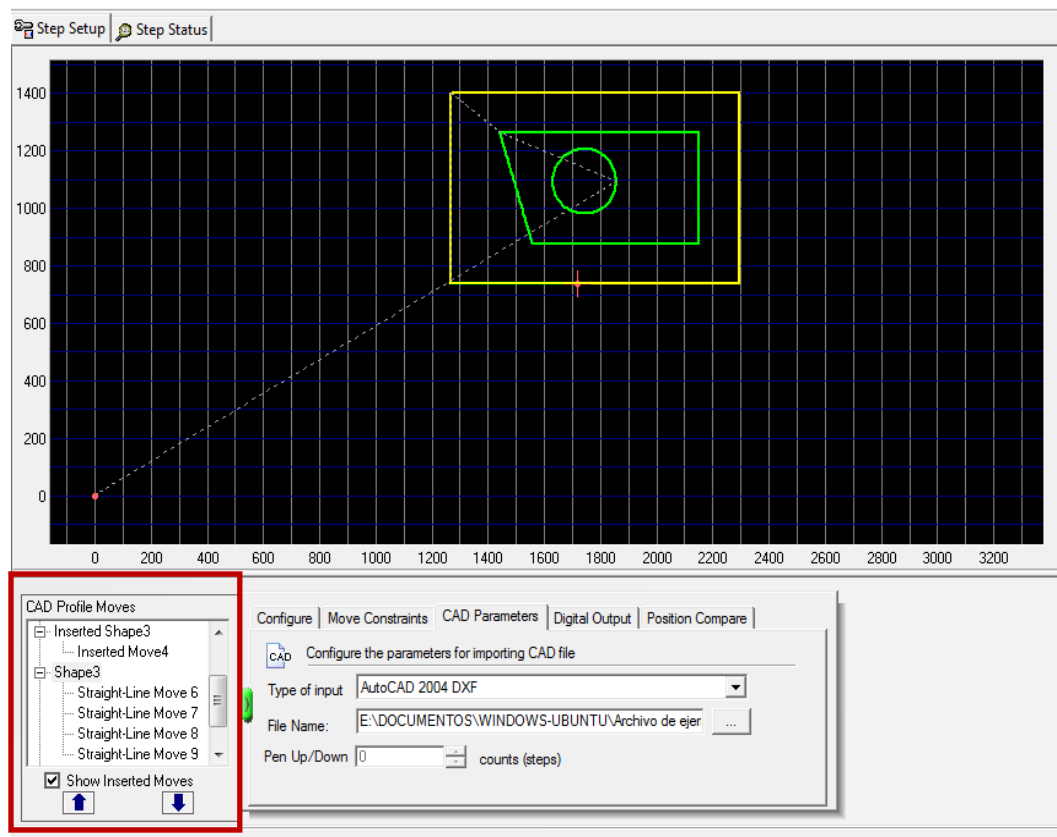 Step Setup Step Status
1400
1200
1000
800
600
400
200
0
0 200 400 600 800 1000 1200 1400 1600 1800 2000 2200 2400 2600 2800 3000 3200
CAD Profile Moves
Inserted Shape3
Inserted Move4
Shape3
Straight-Line Move 6
Straight-Line Move 7
Straight-Line Move 8
Straight-Line Move 9
Show Inserted Moves
Configure Move Constraints CAD Parameters Digital Output Position Compare
CAD Configure the parameters for importing CAD file
Type of input AutoCAD 2004 DXF
File Name: E:\DOCUMENTOS\WINDOWS-UBUNTU\Archivo de ejer ...
Pen Up/Down 0 counts (steps)